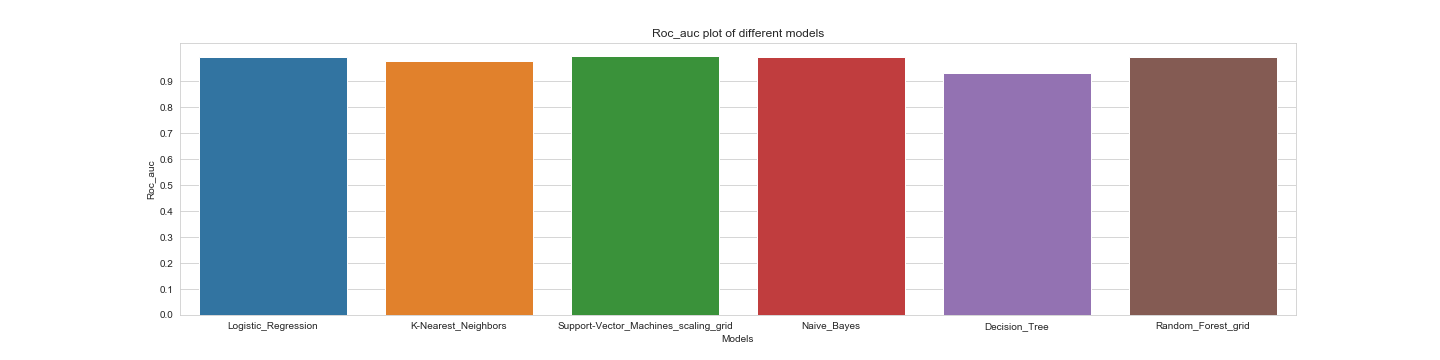 Roc_auc plot of different models
0.9
0.8
0.7
0.6
0.5
0.4
0.3
0.2
0.1
0.0
Roc_auc
Logistic_Regression K-Nearest_Neighbors Support-Vector_Machines_scaling_grid Naive_Bayes Decision_Tree Random_Forest_grid
Models